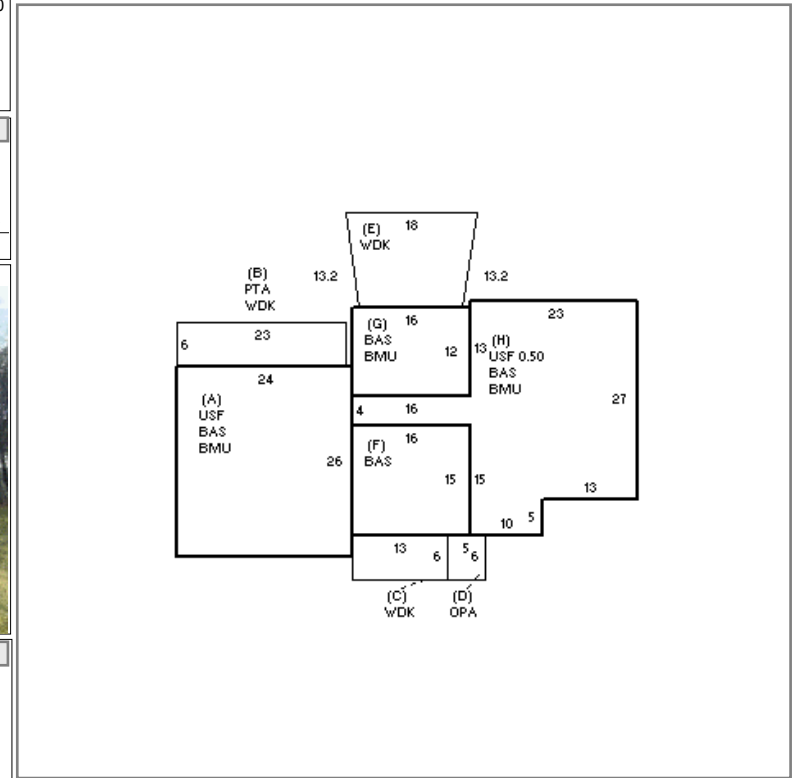 (E)
WDK
18
13.2
13.2
(B)
PTA
WDK
23
6
(G)
BAS
BMU
16
12
23
13
(H)
USF 0.50
BAS
BMU
27
13
5
10
15
24
(A)
USF
BAS
BMU
26
4
16
16
(F)
BAS
15
13
6
5
6
(C)
WDK
(D)
OPA